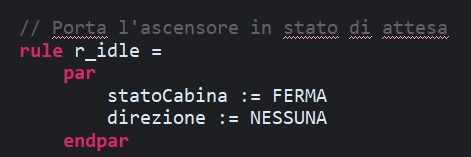 // Porta l'ascensore in stato di attesa
rule r_idle =
par
statoCabina := FERMA
direzione := NESSUNA
endpar